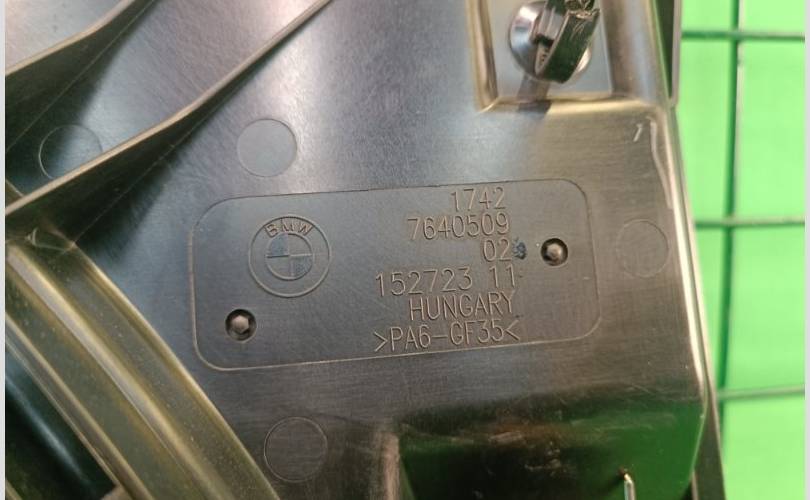 BMW
1742
7640509
02
152723 11
HUNGARY
>PA6-GF35<